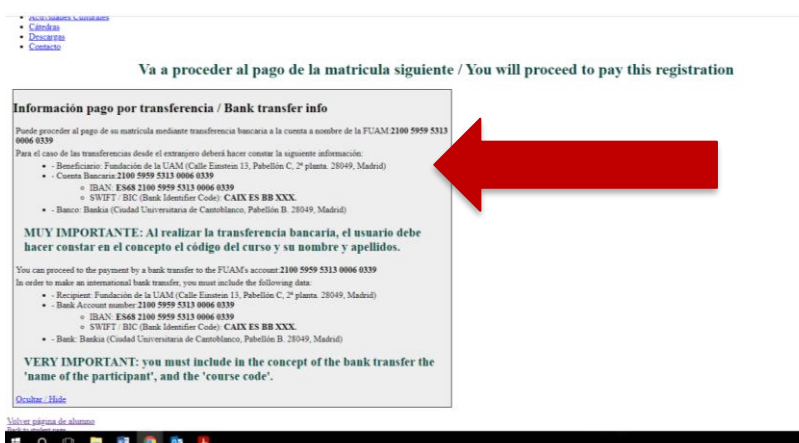 Actividades Culturales
Cátedras
Descargas
Contacto
Va a proceder al pago de la matricula siguiente / You will proceed to pay this registration
Información pago por transferencia / Bank transfer info
Puede proceder al pago de su matrícula mediante transferencia bancaria a la cuenta a nombre de la FUAM:2100 5959 5313
0006 0339
Para el caso de las transferencias desde el extranjero deberá hacer constar la siguiente información:
- Beneficiario: Fundación de la UAM (Calle Einstein 13, Pabellón C, 2ª planta. 28049, Madrid)
- Cuenta Bancaria:2100 5959 5313 0006 0339
IBAN: ES68 2100 5959 5313 0006 0339
SWIFT / BIC (Bank Identifier Code): CAIX ES BB XXX.
- Banco: Bankia (Ciudad Universitaria de Cantoblanco, Pabellón B. 28049, Madrid)
MUY IMPORTANTE: Al realizar la transferencia bancaria, el usuario debe
hacer constar en el concepto el código del curso y su nombre y apellidos.
You can proceed to the payment by a bank transfer to the FUAM's account:2100 5959 5313 0006 0339
In order to make an international bank transfer, you must include the following data:
- Recipient: Fundación de la UAM (Calle Einstein 13, Pabellón C, 2ª planta. 28049, Madrid)
- Bank Account number:2100 5959 5313 0006 0339
IBAN: ES68 2100 5959 5313 0006 0339
SWIFT / BIC (Bank Identifier Code): CAIX ES BB XXX.
- Bank: Bankia (Ciudad Universitaria de Cantoblanco, Pabellón B. 28049, Madrid)
VERY IMPORTANT: you must include in the concept of the bank transfer the
'name of the participant', and the 'course code'.
Ocultar / Hide
Volver página de alumno
Back to student page